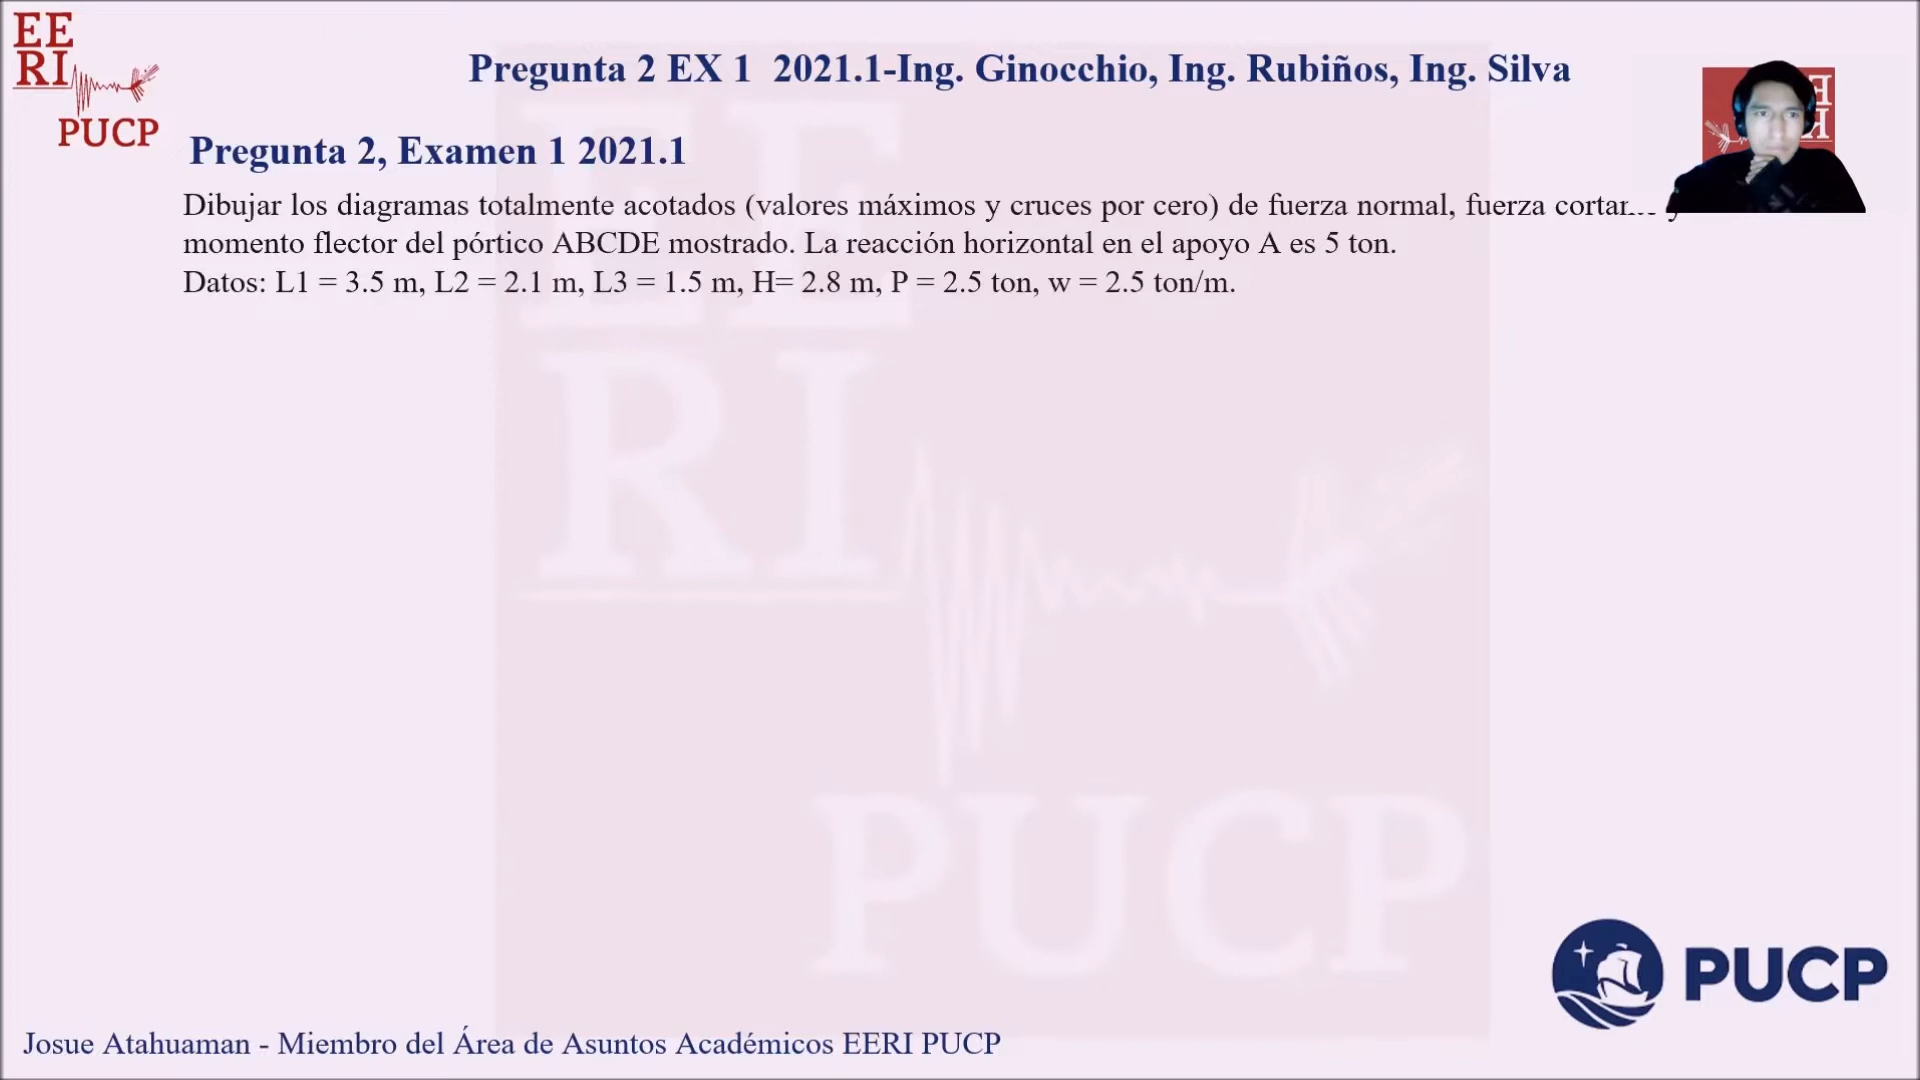 EE
RI
PUCP
Pregunta 2 EX 1  2021.1-Ing. Ginocchio, Ing. Rubiños, Ing. Silva
Pregunta 2, Examen 1 2021.1
Dibujar los diagramas totalmente acotados (valores máximos y cruces por cero) de fuerza normal, fuerza y
momento flector del pórtico ABCDE mostrado. La reacción horizontal en el apoyo A es 5 ton.
Datos: L1 = 3.5 m, L2 = 2.1 m, L3 = 1.5 m, H= 2.8 m, P = 2.5 ton, w = 2.5 ton/m.
EE
RI
PUCP
PUCP
Josue Atahuaman - Miembro del Área de Asuntos Académicos EERI PUCP